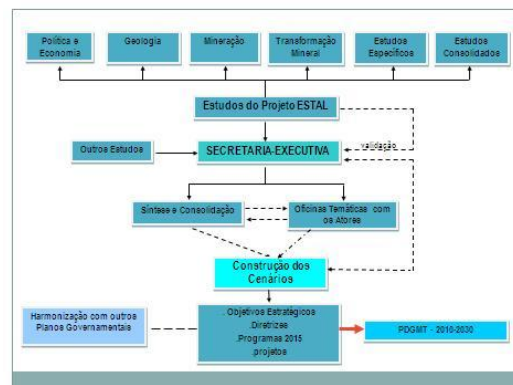 Política e
Economia
Geologia
Mineração
Transformação
Mineral
Estudos
Específicos
Estudos
Consolidados
Estudos do Projeto ESTAL
Outros Estudos
SECRETARIA-EXECUTIVA
validação
Síntese e Consolidação
Oficinas Temáticas com
os Atores
Construção dos
Cenários
Harmonização com outros
Planos Governamentais
. Objetivos Estratégicos
.Diretrizes
.Programas 2015
.projetos
PDGMT - 2010-2030